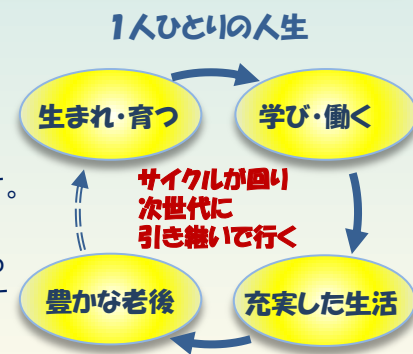 1人ひとりの人生
生まれ・育つ
学び・働く
。
サイクルが回り
次世代に
引き継いで行く
豊かな老後
充実した生活